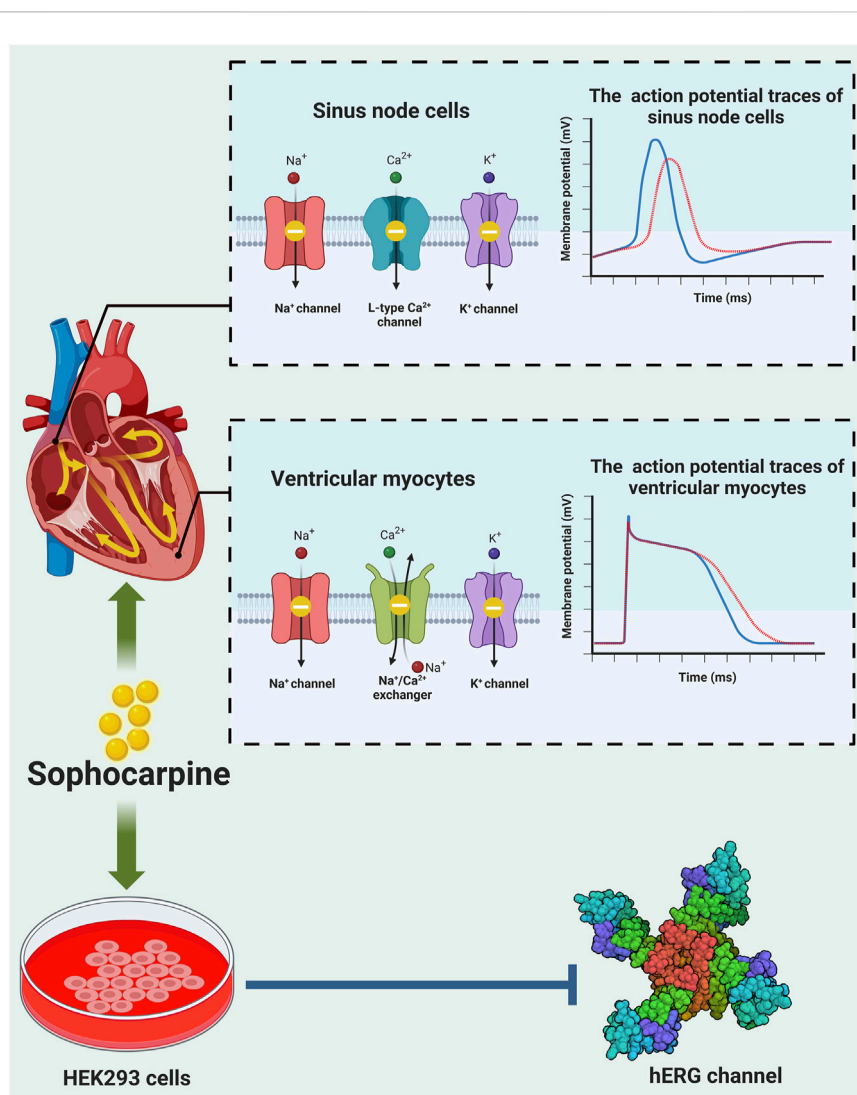 Sinus node cells
Na⁺
Ca²⁺
K⁺
Na⁺ channel
L-type Ca²⁺
channel
K⁺ channel
The action potential traces of
sinus node cells
Membrane potential (mV)
Time (ms)
Ventricular myocytes
Na⁺
Ca²⁺
K⁺
Na⁺
Na⁺ channel
Na⁺/Ca²⁺
exchanger
K⁺ channel
The action potential traces of
ventricular myocytes
Membrane potential (mV)
Time (ms)
Sophocarpine
HEK293 cells
hERG channel